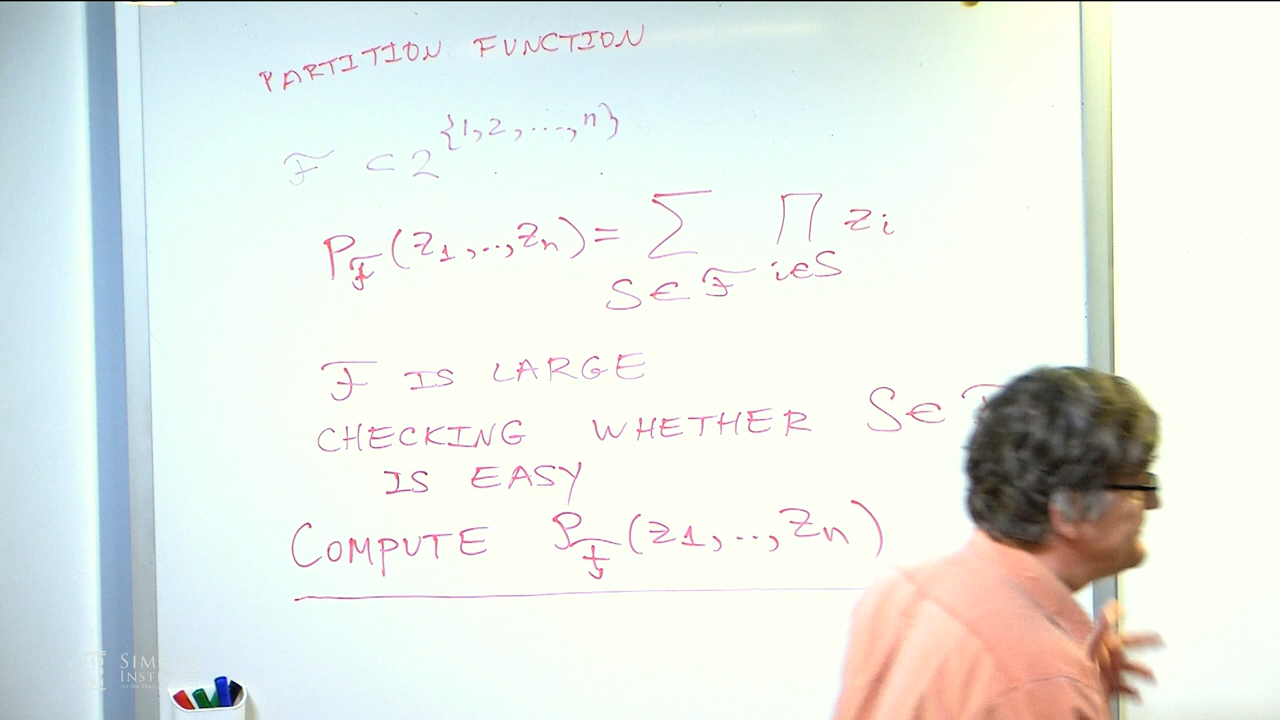 PARTITION FUNCTION
ℱ ⊂ 2^{1,2,...,n}
P_ℱ(z_1,..,z_n) = ∑_{S∈ℱ} ∏_{i∈S} z_i
ℱ IS LARGE
CHECKING WHETHER S∈
IS EASY
COMPUTE P_ℱ(z_1,..,z_n)